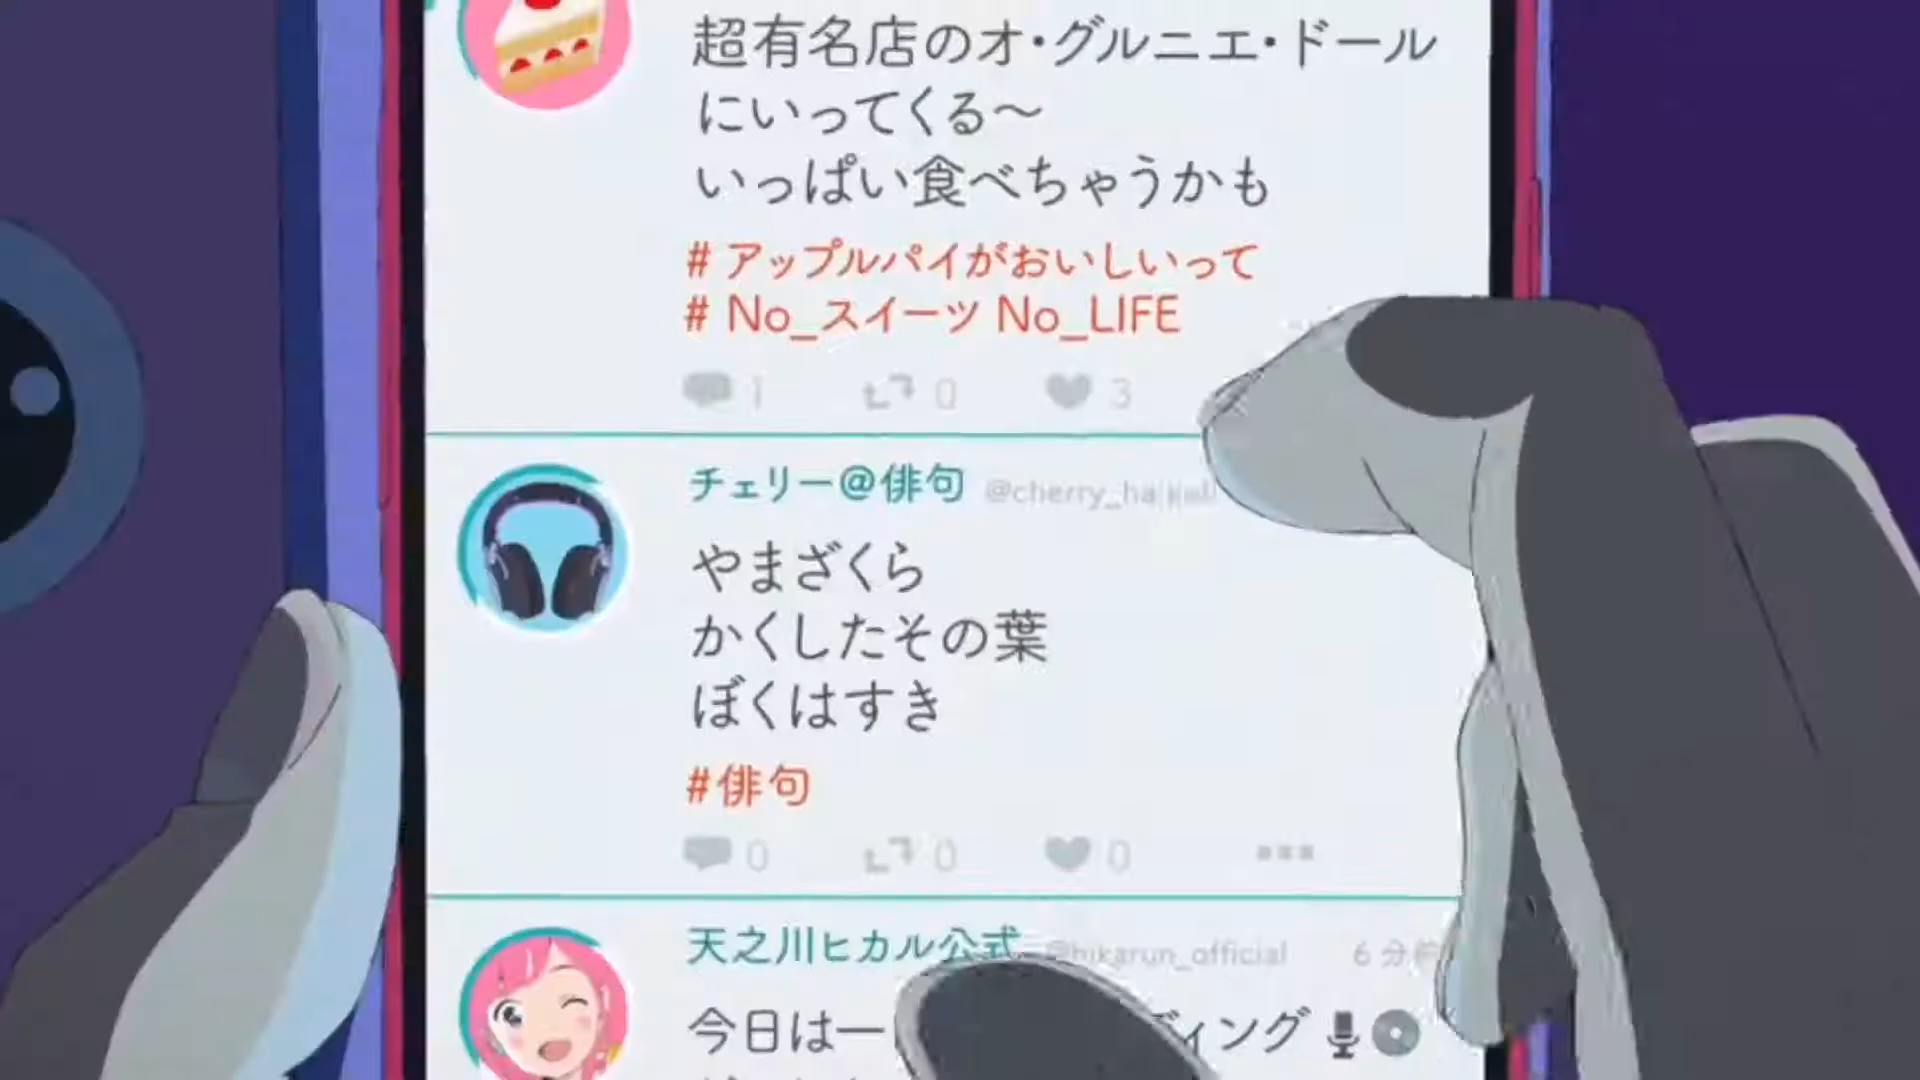 超有名店のオ・グルニエ・ドール
にいってくる〜
いっぱい食べちゃうかも
# アップルパイがおいしいって
# No_スイーツ No_LIFE
1 0 3
チェリー@俳句
やまざくら
かくしたその葉
ぼくはすき
#俳句
0 0 0
天之川ヒカル公式 @hikarun_official 6分前
今日は一 ディング